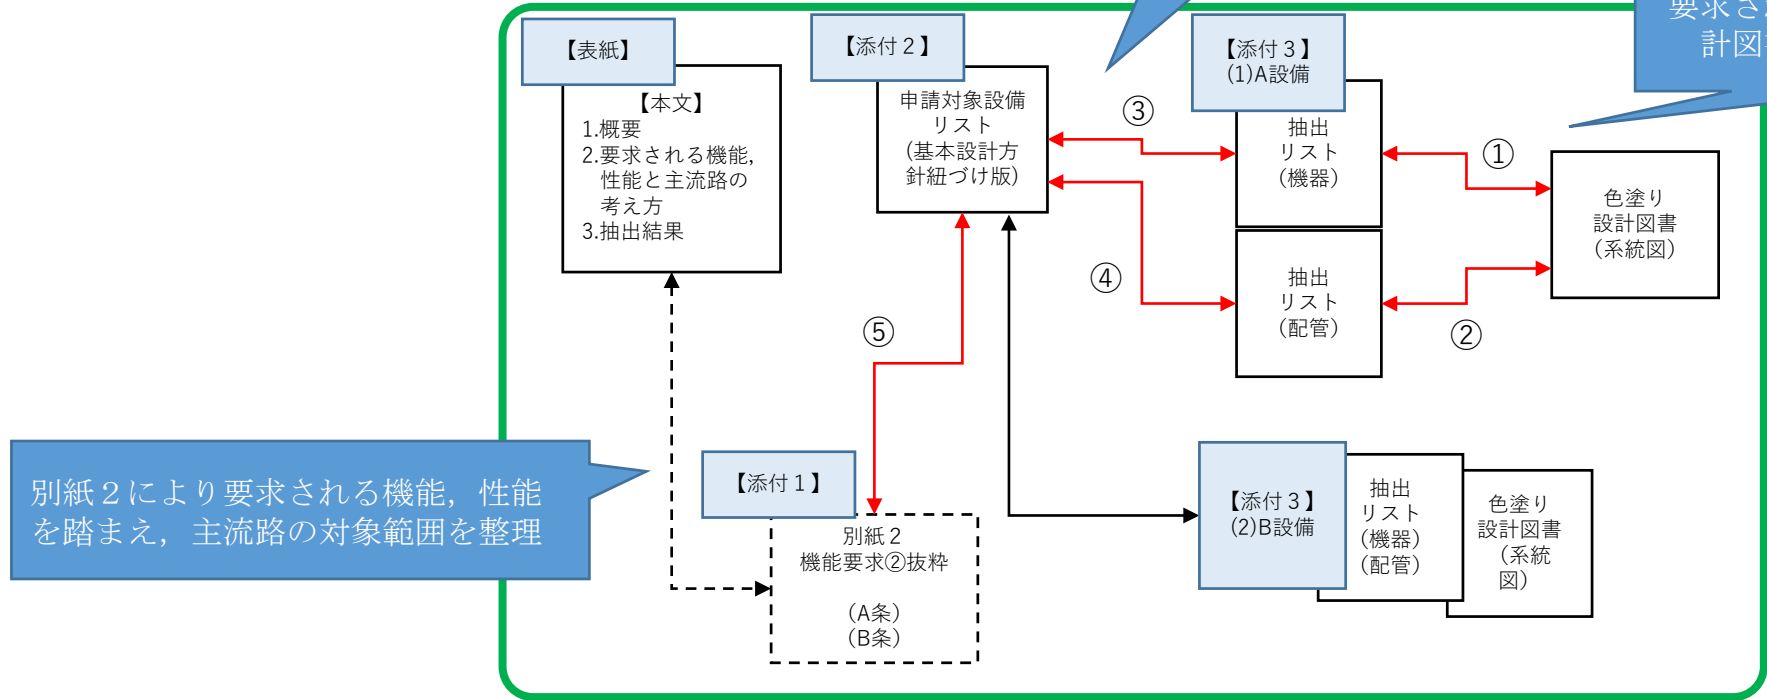 要求さ
計図
【表紙】
【本文】
1.概要
2.要求される機能,
性能と主流路の
考え方
3.抽出結果
【添付２】
申請対象設備
リスト
(基本設計方
針紐づけ版)
【添付３】
(1)A設備
抽出
リスト
(機器)
抽出
リスト
(配管)
③
①
④
②
⑤
色塗り
設計図書
(系統図)
別紙２により要求される機能，性能
を踏まえ，主流路の対象範囲を整理
【添付１】
別紙２
機能要求②抜粋
(A条)
(B条)
【添付３】
(2)B設備
抽出
リスト
(機器)
(配管)
色塗り
設計図書
(系統
図)